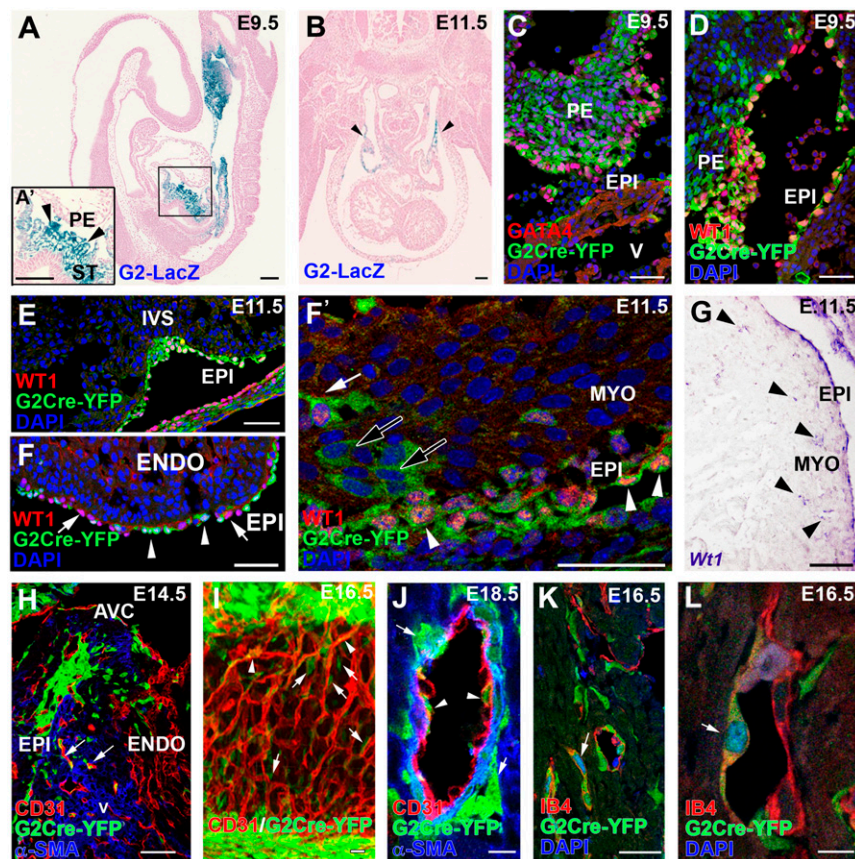 A
E9.5
A'
PE
ST
G2-LacZ
B
E11.5
G2-LacZ
C
E9.5
PE
EPI
GATA4
G2Cre-YFP
DAPI
V
D
E9.5
PE
EPI
WT1
G2Cre-YFP
DAPI
E
E11.5
IVS
EPI
WT1
G2Cre-YFP
DAPI
F
ENDO
EPI
WT1
G2Cre-YFP
DAPI
F'
E11.5
MYO
EPI
WT1
G2Cre-YFP
DAPI
G
E11.5
EPI
MYO
Wt1
H
E14.5
AVC
EPI
ENDO
V
CD31
G2Cre-YFP
α-SMA
I
E16.5
CD31/G2Cre-YFP
J
E18.5
CD31
G2Cre-YFP
α-SMA
K
E16.5
IB4
G2Cre-YFP
DAPI
L
E16.5
IB4
G2Cre-YFP
DAPI